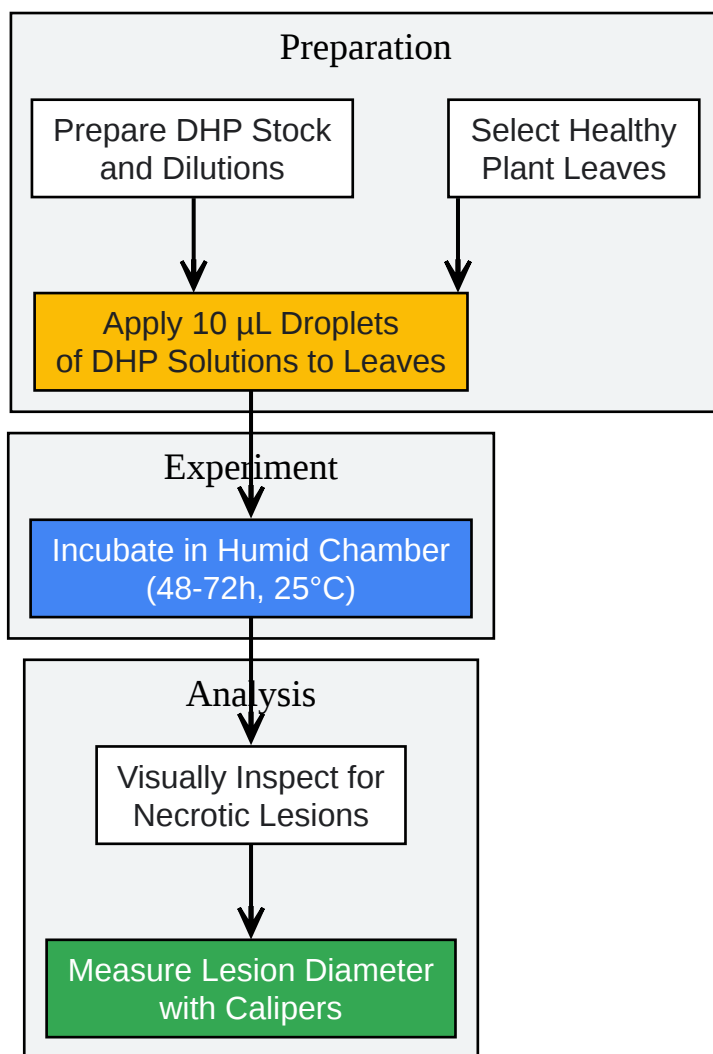 Preparation
Prepare DHP Stock
and Dilutions
Select Healthy
Plant Leaves
Apply 10 µL Droplets
of DHP Solutions to Leaves
Experiment
Incubate in Humid Chamber
(48-72h, 25°C)
Analysis
Visually Inspect for
Necrotic Lesions
Measure Lesion Diameter
with Calipers